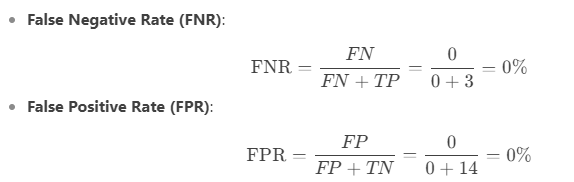 • False Negative Rate (FNR):
FNR = FN / (FN + TP) = 0 / (0 + 3) = 0%
• False Positive Rate (FPR):
FPR = FP / (FP + TN) = 0 / (0 + 14) = 0%